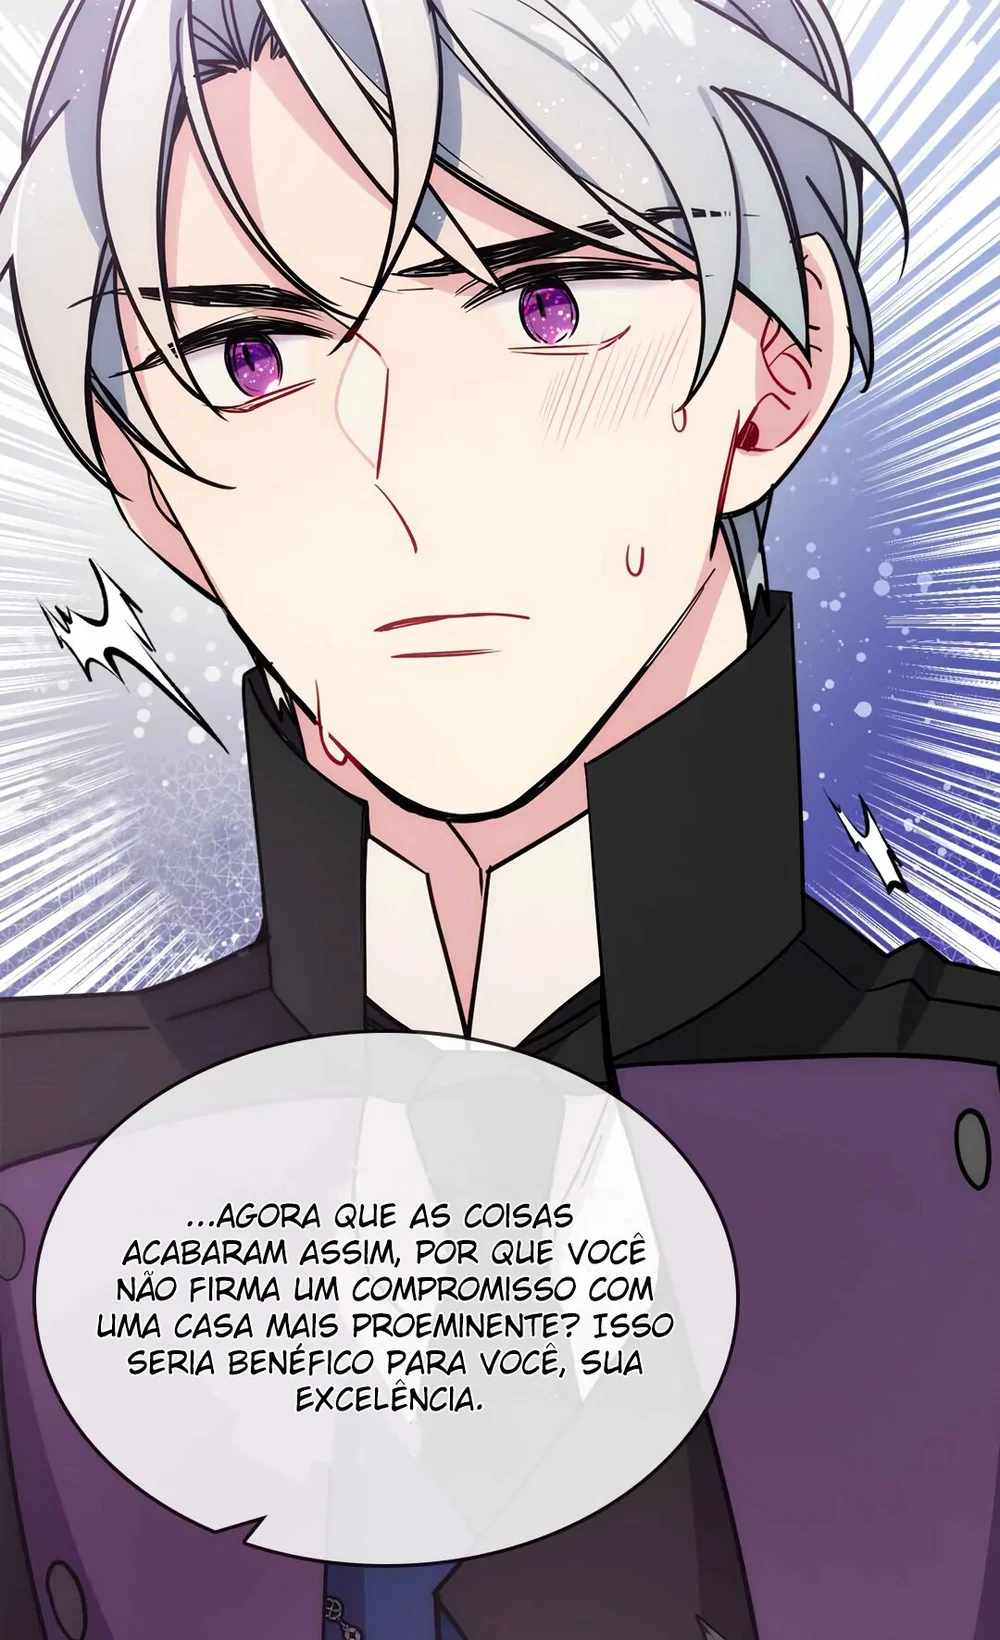 ...AGORA QUE AS COISAS
ACABARAM ASSIM, POR QUE VOCÊ
NÃO FIRMA UM COMPROMISSO COM
UMA CASA MAIS PROEMINENTE? ISSO
SERIA BENÉFICO PARA VOCÊ, SUA
EXCELÊNCIA.